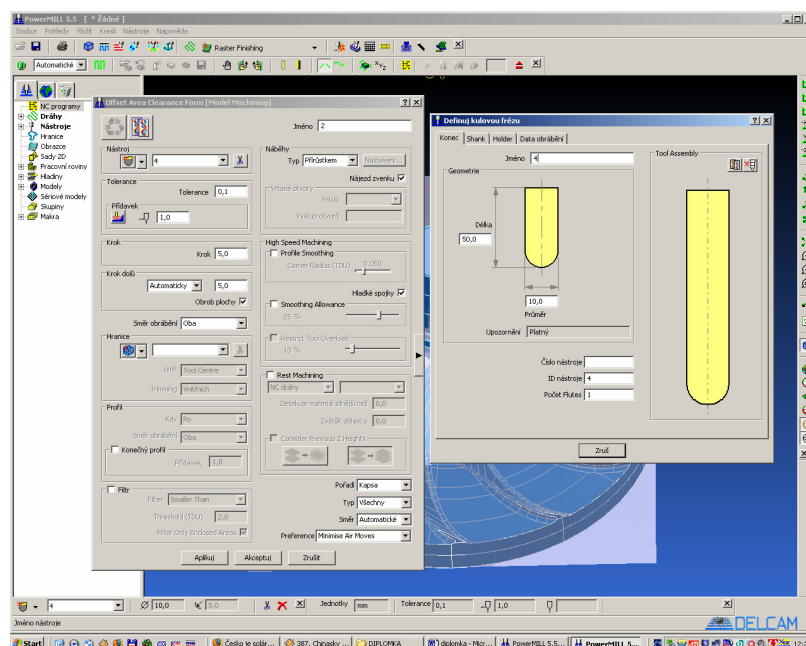 PowerMILL 5.5 [ * Žádné ]
Soubor Pohledy Vložit Kresli Nástroje Nápověda
Raster Finishing
Automatické
NC programy
Dráhy
Nástroje
Hranice
Obrazce
Sady 2D
Pracovní roviny
Hladiny
Modely
Sériové modely
Skupiny
Makra
Offset Area Clearance Form [Model Machining]
Jméno 2
Nástroj
4
Tolerance
Tolerance 0,1
Přídavek
1,0
Krok
Krok 5,0
Krok dolů
Automaticky 5,0
Obrob plochy
Směr obrábění Oba
Hranice
Limit Tool Centre
Trimming Vnitřních
Profil
Kdy Po
Směr obrábění Oba
Konečný profil
Přídavek 1,0
Filtr
Filter Smaller Than
Threshold (TDU) 2,0
Filter Only Enclosed Areas
Náběhy
Typ Přírůstkem Nastavení...
Nájezd zvenku
Vrtané otvory
Vstup
Výstup otvorů
High Speed Machining
Profile Smoothing
Corner Radius (TDU) 0.050
Hladké spojky
Smoothing Allowance
25 %
Restrict Tool Overload
10 %
Rest Machining
NC dráhy
Detekuje materiál silnější než 0,0
Zvětšit oblast o 0,0
Consider Previous Z Heights
Pořadí Kapsa
Typ Všechny
Směr Automatické
Preference Minimise Air Moves
Aplikuj Akceptuj Zrušit
Definuj kulovou frézu
Konec Shank Holder Data obrábění
Jméno 4
Geometrie
Délka
50,0
10,0
Průměr
Upozornění Platný
Číslo nástroje
ID nástroje 4
Počet Flutes 1
Tool Assembly
Zruš
4 10,0 5,0 Jednotky mm Tolerance 0,1 1,0
Jméno nástroje
DELCAM
Start Česko je solár... 387. Chinasky ... DIPLOMKA diplomka - Micr... PowerMILL 5.5... PowerMILL 5...